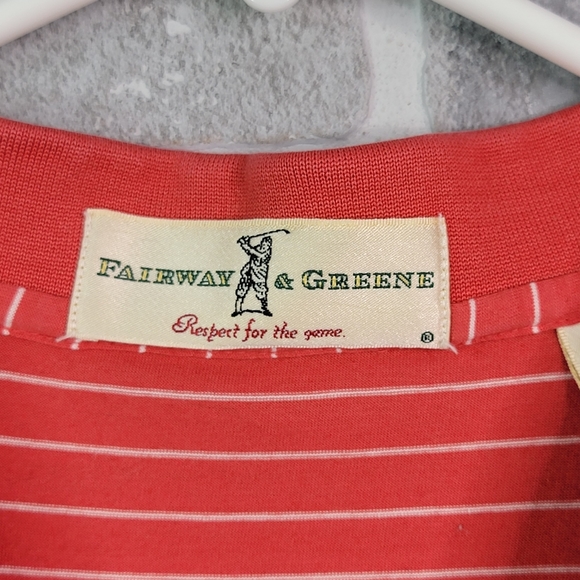 FAIRWAY & GREENE
Respect for the game.
®